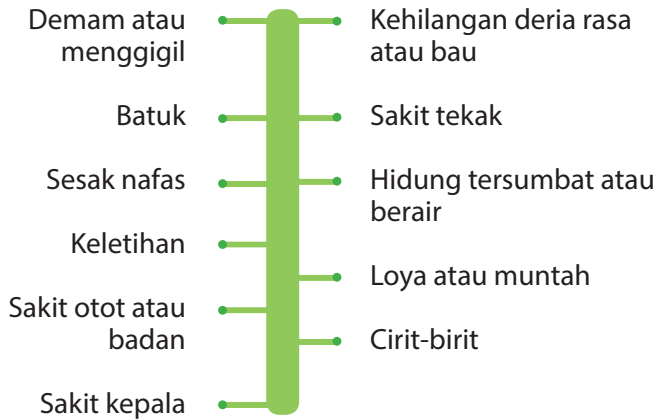 Demam atau
menggigil
Batuk
Sesak nafas
Keletihan
Sakit otot atau
badan
Sakit kepala
Kehilangan deria rasa
atau bau
Sakit tekak
Hidung tersumbat atau
berair
Loya atau muntah
Cirit-birit